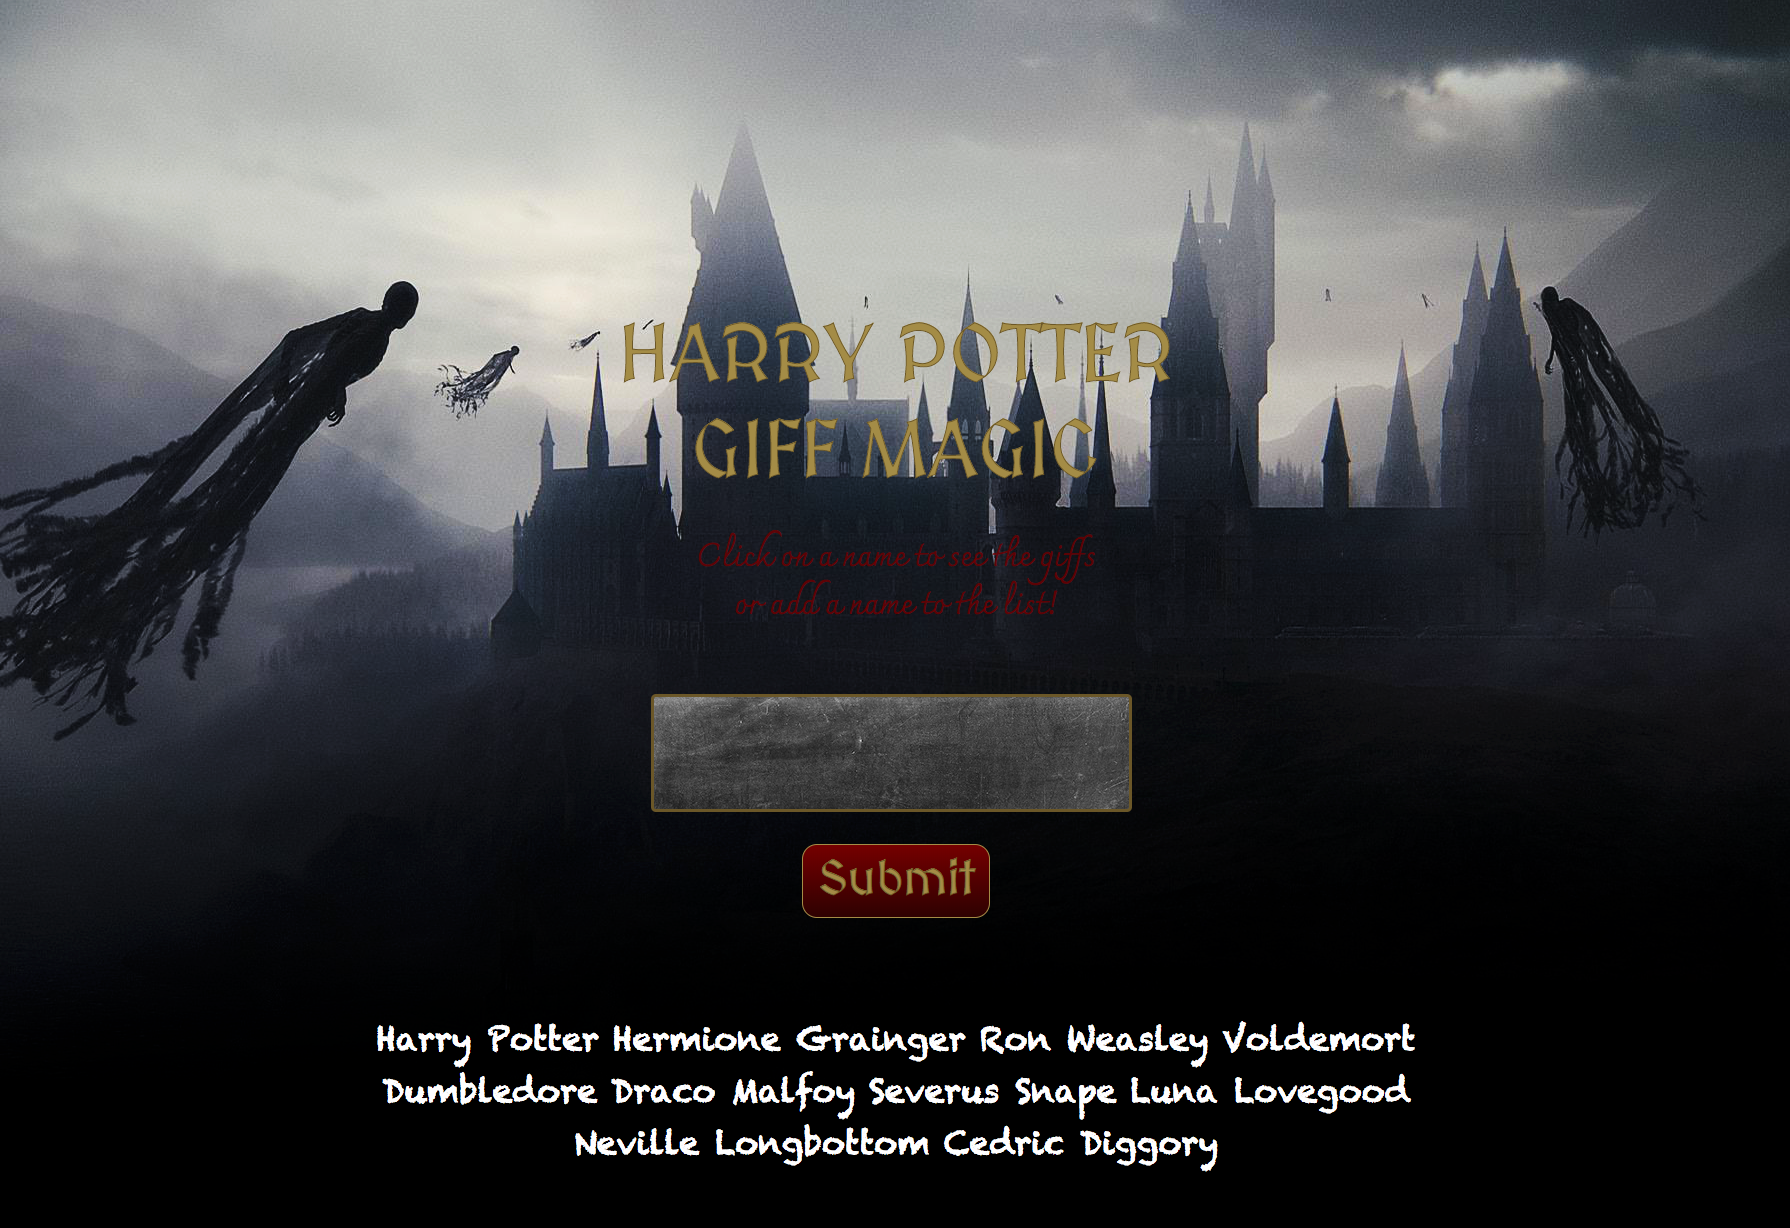 HARRY POTTER
GIFF MAGIC
Click on a name to see the giffs
or add a name to the list!
Submit
Harry Potter Hermione Grainger Ron Weasley Voldemort
Dumbledore Draco Malfoy Severus Snape Luna Lovegood
Neville Longbottom Cedric Diggory